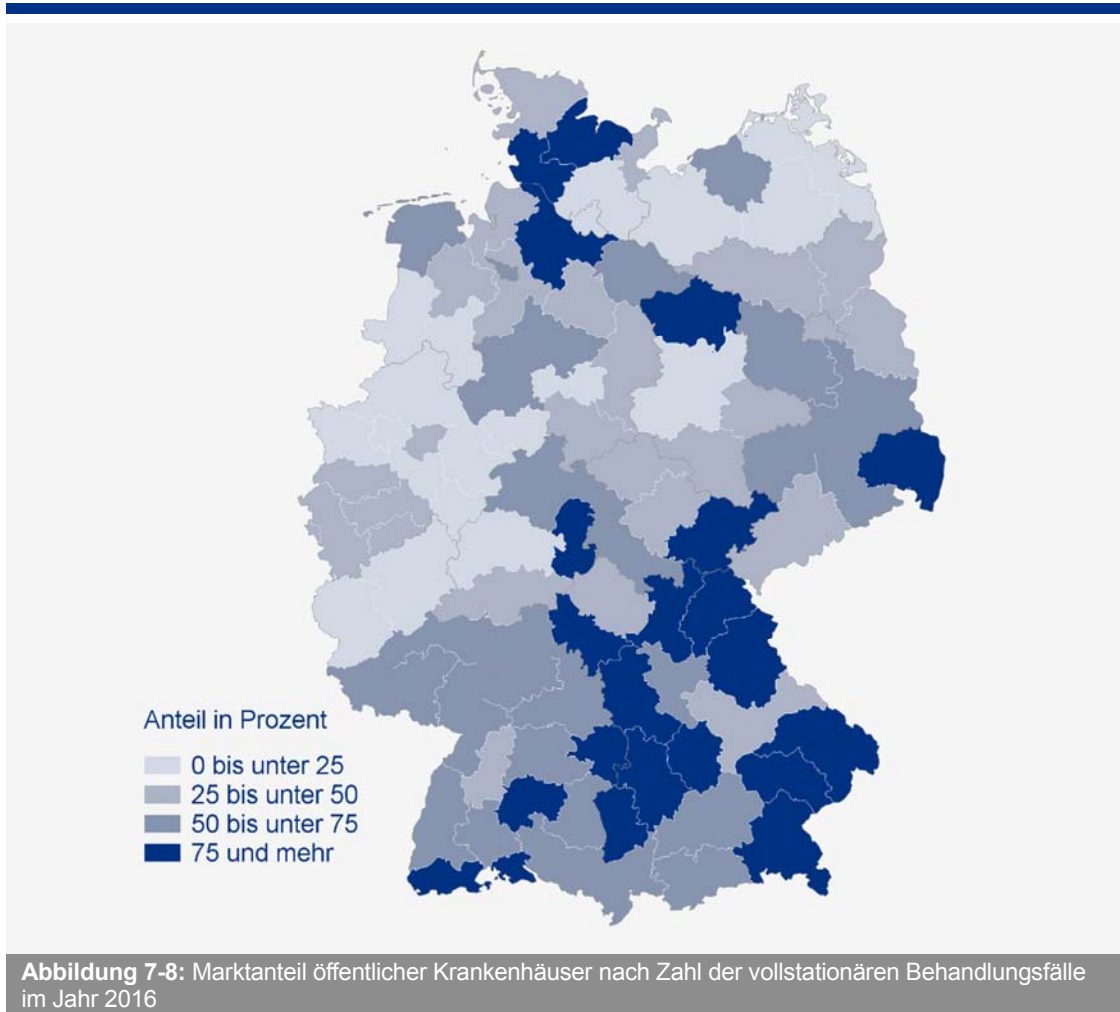 Anteil in Prozent
0 bis unter 25
25 bis unter 50
50 bis unter 75
75 und mehr
Abbildung 7-8: Marktanteil öffentlicher Krankenhäuser nach Zahl der vollstationären Behandlungsfälle
im Jahr 2016